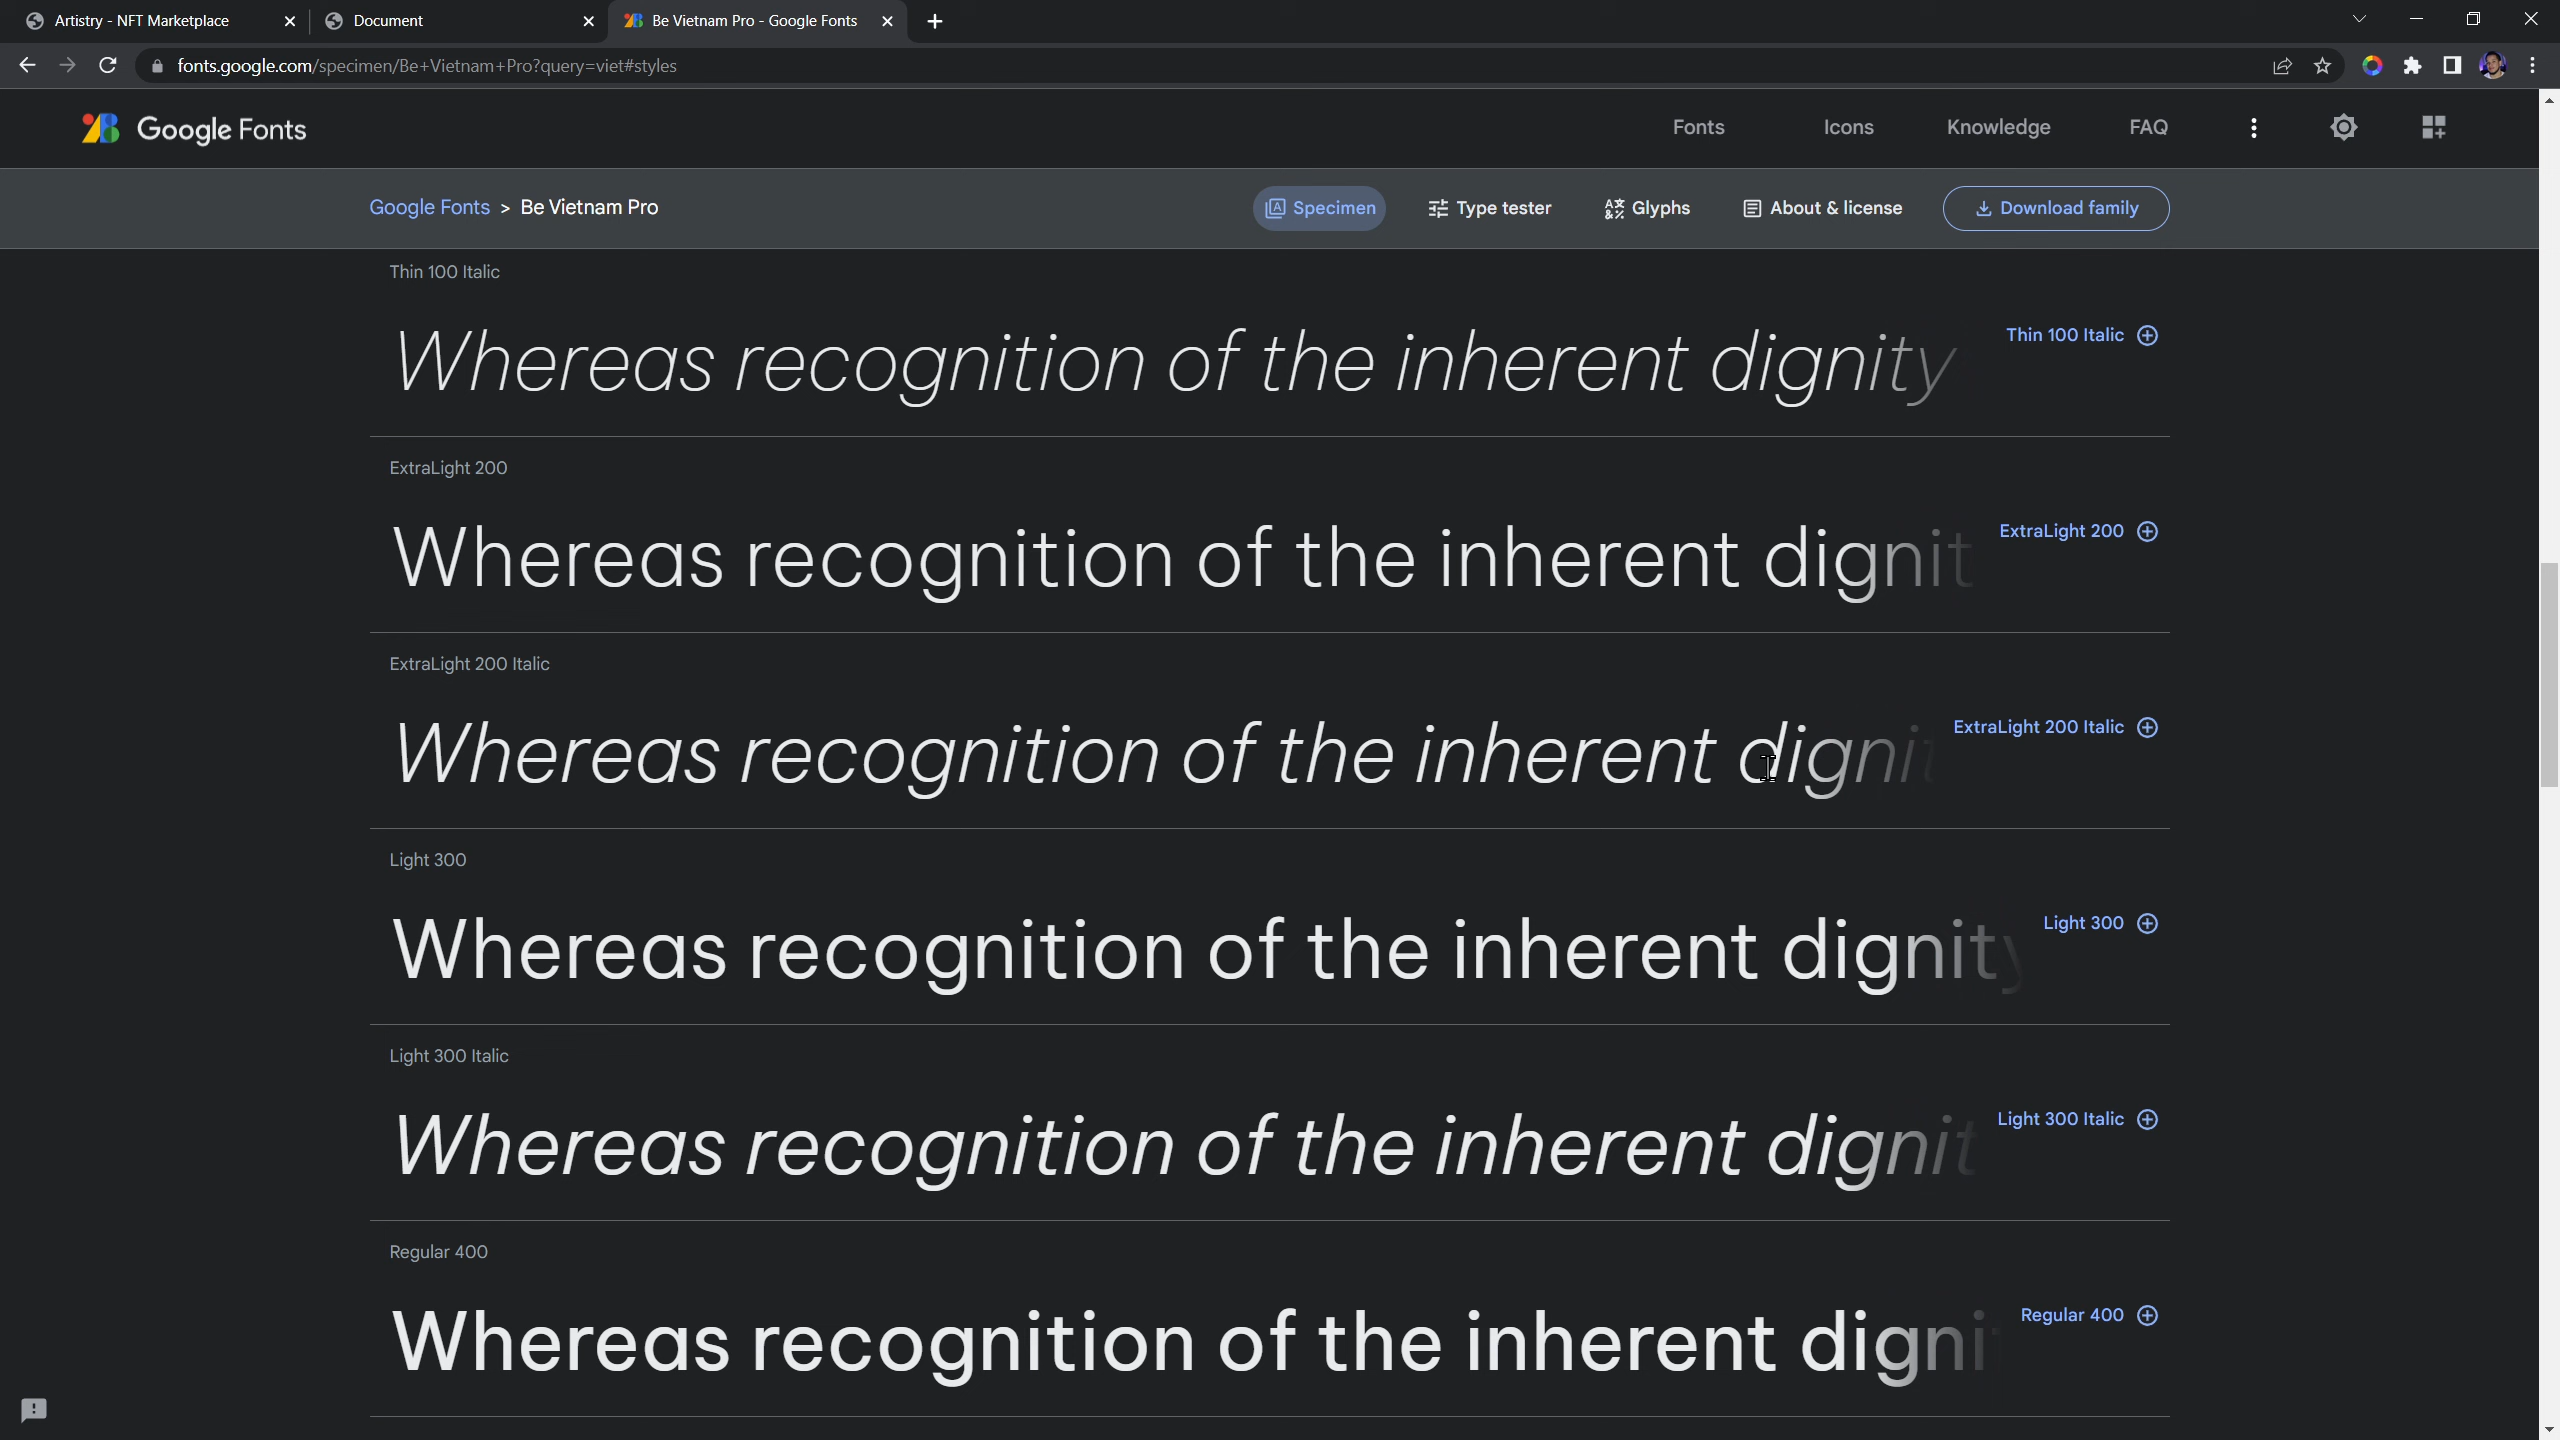 Artistry - NFT Marketplace
Document
Be Vietnam Pro - Google Fonts
fonts.google.com/specimen/Be+Vietnam+Pro?query=viet#styles
Google Fonts
Fonts
Icons
Knowledge
FAQ
Google Fonts > Be Vietnam Pro
Specimen
Type tester
Glyphs
About & license
Download family
Thin 100 Italic
Whereas recognition of the inherent dignity
Thin 100 Italic
ExtraLight 200
Whereas recognition of the inherent dignit
ExtraLight 200
ExtraLight 200 Italic
Whereas recognition of the inherent dignit
ExtraLight 200 Italic
Light 300
Whereas recognition of the inherent dignity
Light 300
Light 300 Italic
Whereas recognition of the inherent dignit
Light 300 Italic
Regular 400
Whereas recognition of the inherent digni
Regular 400